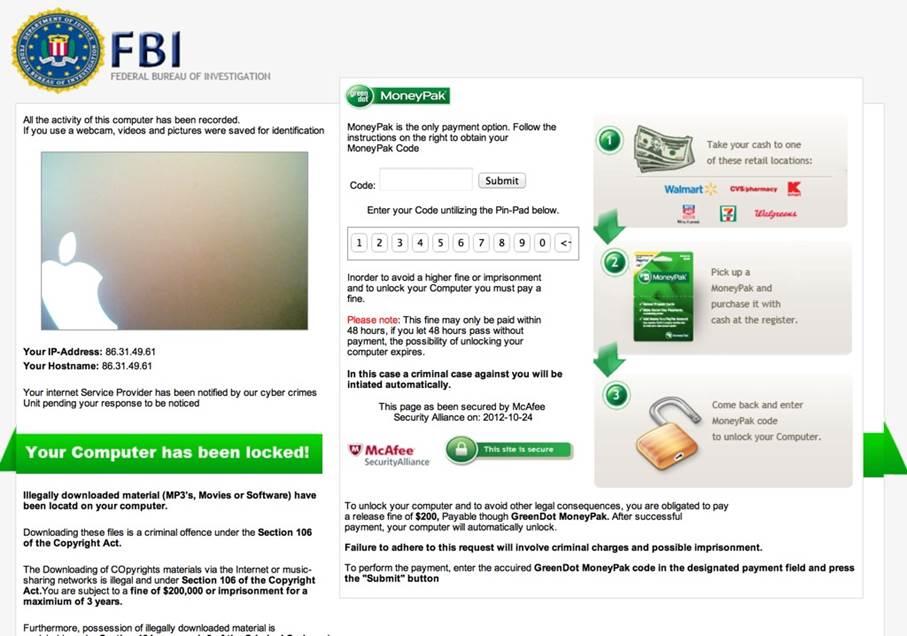 DEPARTMENT OF JUSTICE
FEDERAL BUREAU OF INVESTIGATION
FBI
FEDERAL BUREAU OF INVESTIGATION
All the activity of this computer has been recorded.
If you use a webcam, videos and pictures were saved for identification
Your IP-Address: 86.31.49.61
Your Hostname: 86.31.49.61
Your internet Service Provider has been notified by our cyber crimes
Unit pending your response to be noticed
Your Computer has been locked!
Illegally downloaded material (MP3's, Movies or Software) have
been locatd on your computer.
Downloading these files is a criminal offence under the Section 106
of the Copyright Act.
The Downloading of COpyrights materials via the Internet or music-
sharing networks is illegal and under Section 106 of the Copyright
Act.You are subject to a fine of $200,000 or imprisonment for a
maximium of 3 years.
Furthermore, possession of illegally downloaded material is
green dot MoneyPak
MoneyPak is the only payment option. Follow the
instructions on the right to obtain your
MoneyPak Code
Code:
Submit
Enter your Code untilizing the Pin-Pad below.
1 2 3 4 5 6 7 8 9 0 <-
Inorder to avoid a higher fine or imprisonment
and to unlock your Computer you must pay a
fine.
Please note: This fine may only be paid within
48 hours, if you let 48 hours pass without
payment, the possibility of unlocking your
computer expires.
In this case a criminal case against you will be
intiated automatically.
This page as been secured by McAfee
Security Alliance on: 2012-10-24
McAfee
SecurityAlliance
This site is secure
1
Take your cash to one
of these retail locations:
Walmart CVS/pharmacy K
7 Walgreens
2
MoneyPak
Pick up a
MoneyPak and
purchase it with
cash at the register.
3
Come back and enter
MoneyPak code
to unlock your Computer.
To unlock your computer and to avoid other legal consequences, you are obligated to pay
a release fine of $200, Payable though GreenDot MoneyPak. After successful
payment, your computer will automatically unlock.
Failure to adhere to this request will involve criminal charges and possible imprisonment.
To perform the payment, enter the accuired GreenDot MoneyPak code in the designated payment field and press
the "Submit" button